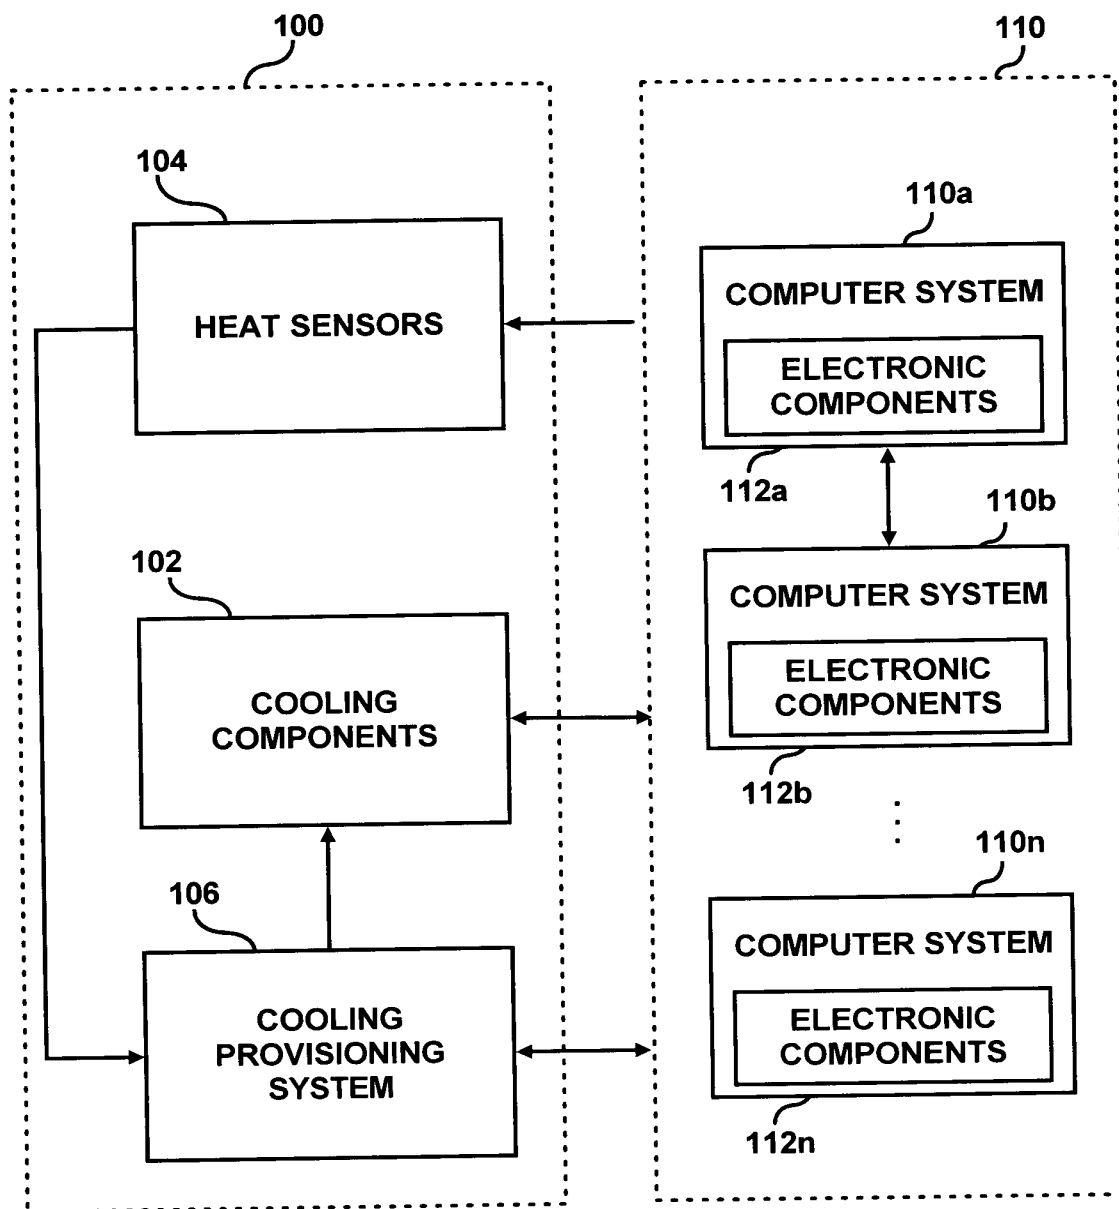 100
110
104
HEAT SENSORS
102
COOLING
COMPONENTS
106
COOLING
PROVISIONING
SYSTEM
110a
COMPUTER SYSTEM
ELECTRONIC
COMPONENTS
112a
110b
COMPUTER SYSTEM
ELECTRONIC
COMPONENTS
112b
110n
COMPUTER SYSTEM
ELECTRONIC
COMPONENTS
112n